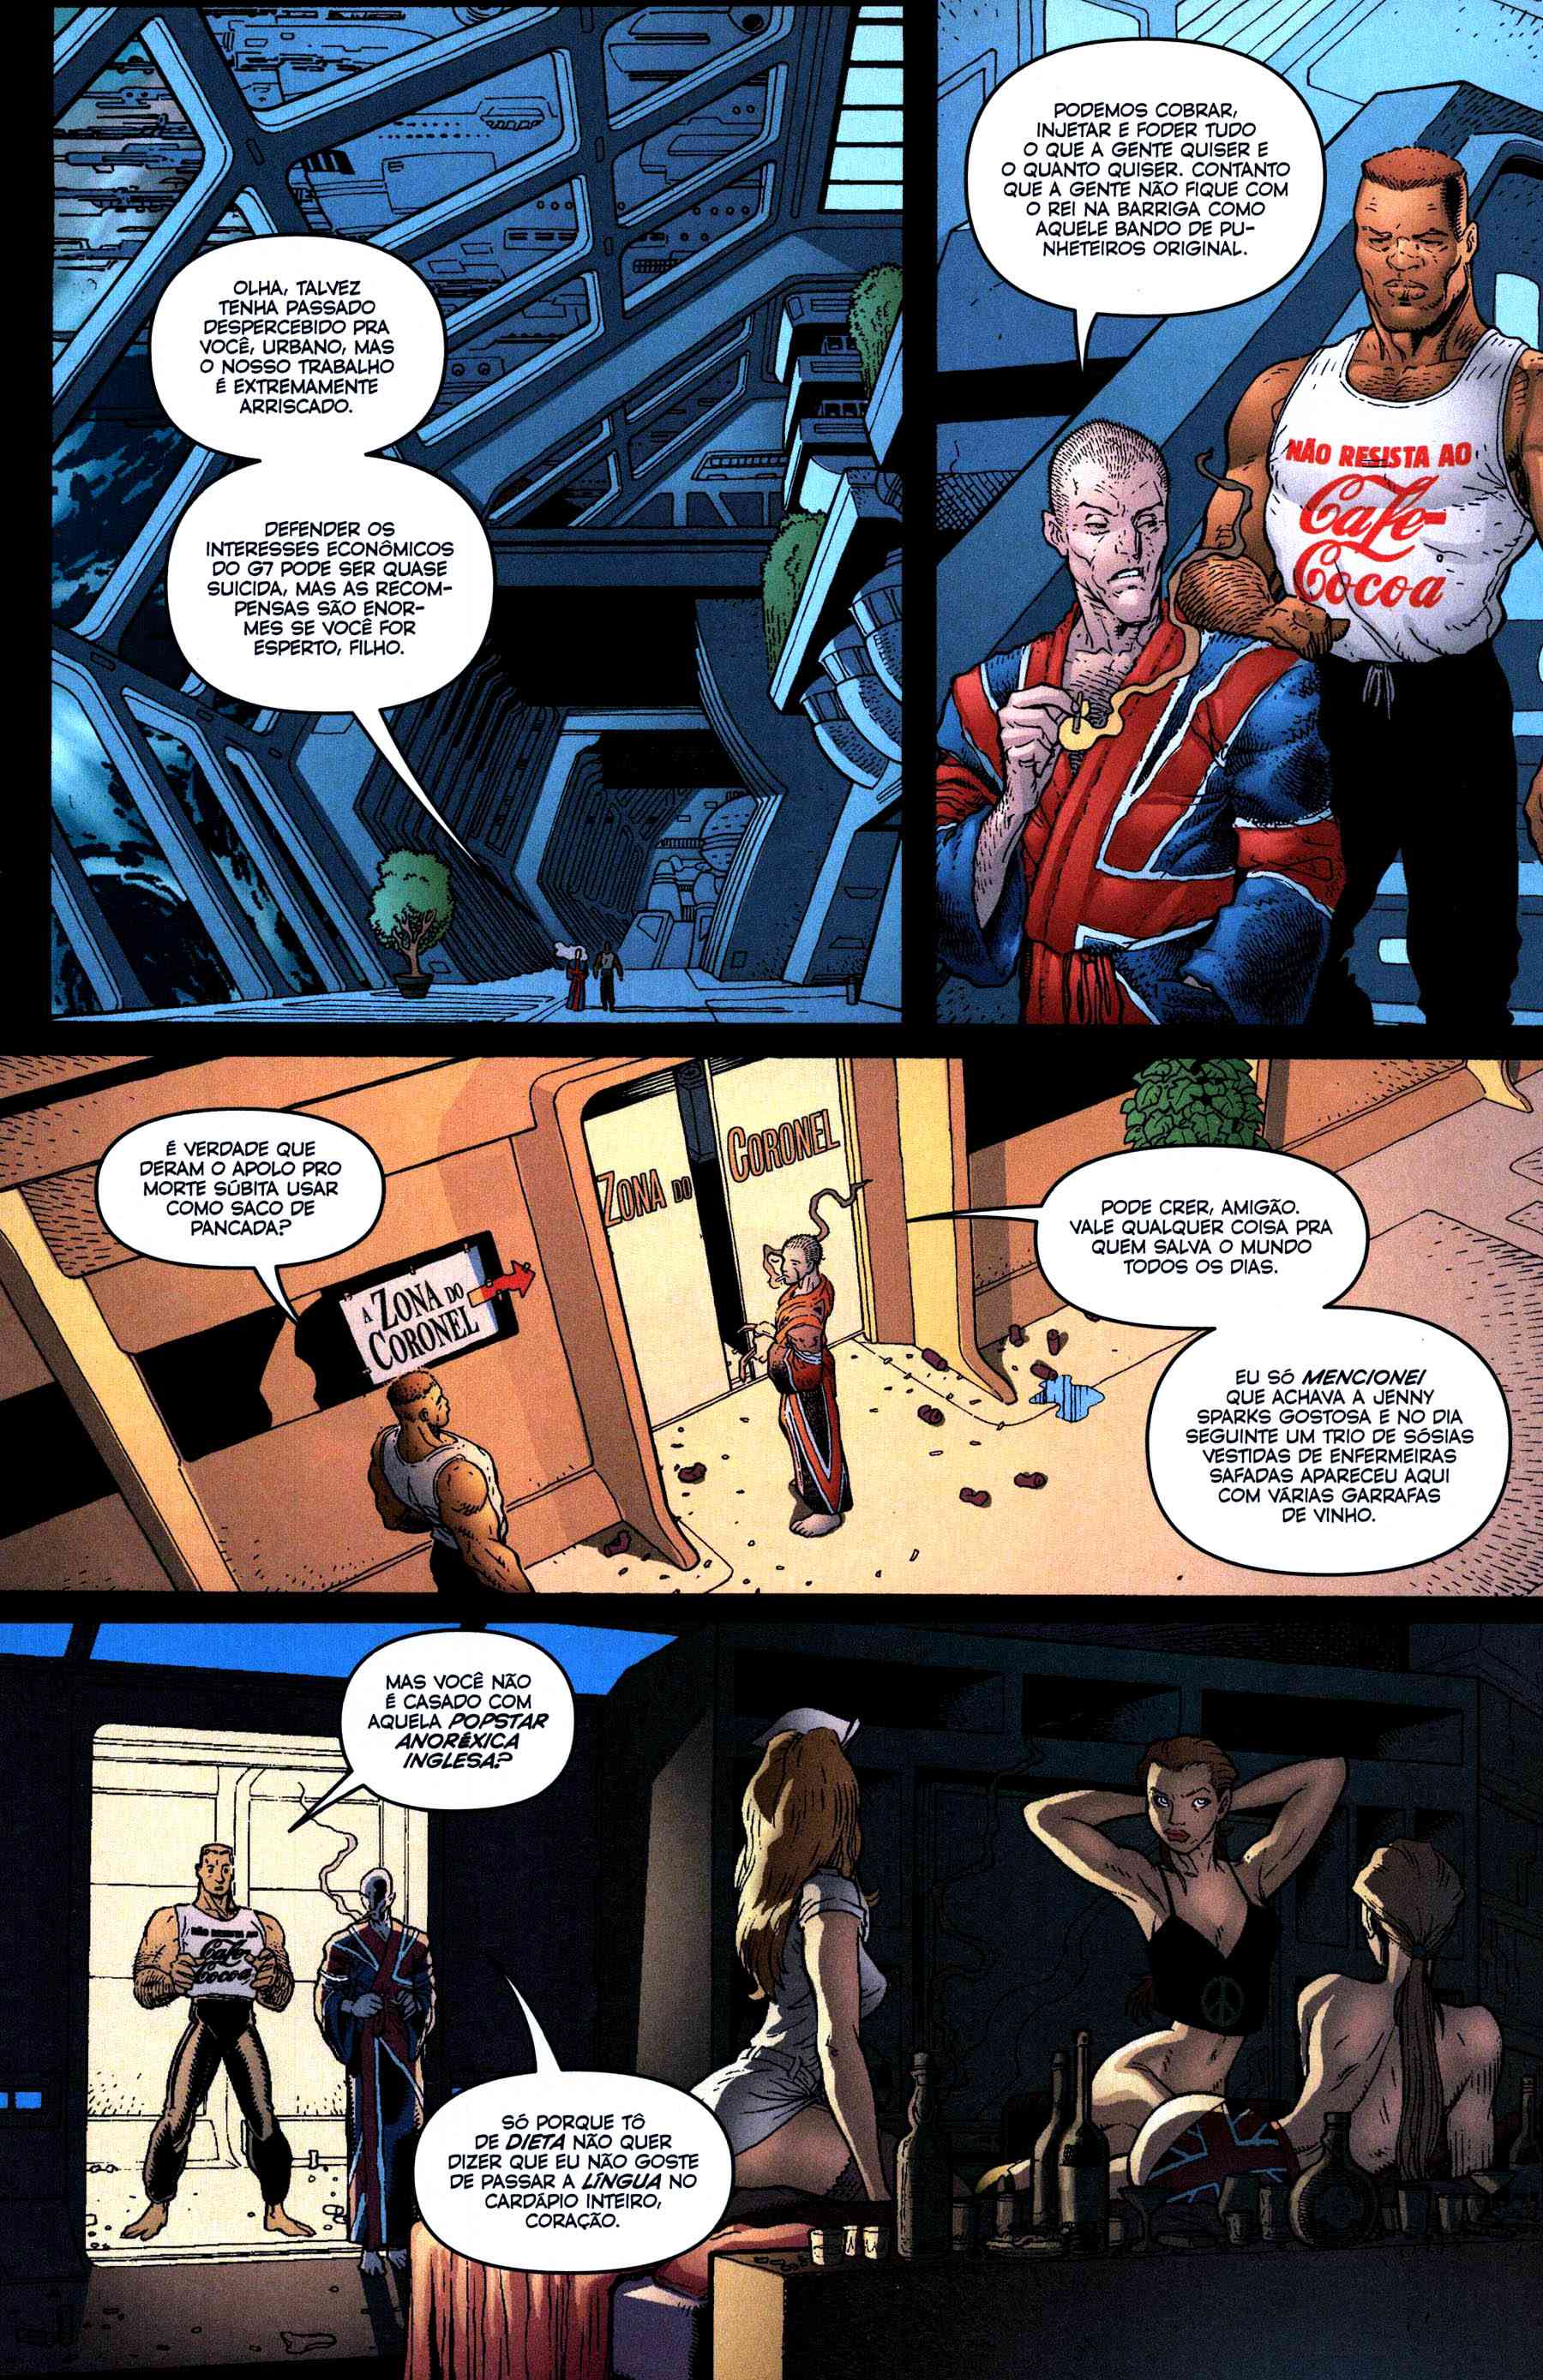 OLHA, TALVEZ
TENHA PASSADO
DESPERCEBIDO PRA
VOCÊ, URBANO, MAS
O NOSSO TRABALHO
É EXTREMAMENTE
ARRISCADO.
DEFENDER OS
INTERESSES ECONÔMICOS
DO G7 PODE SER QUASE
SUICIDA, MAS AS RECOM-
PENSAS SÃO ENOR-
MES SE VOCÊ FOR
ESPERTO, FILHO.
PODEMOS COBRAR,
INJETAR E FODER TUDO
O QUE A GENTE QUISER E
O QUANTO QUISER. CONTANTO
QUE A GENTE NÃO FIQUE COM
O REI NA BARRIGA COMO
AQUELE BANDO DE PU-
NHETEIROS ORIGINAL.
NÃO RESISTA AO
Cafe-
Cocoa
É VERDADE QUE
DERAM O APOLO PRO
MORTE SÚBITA USAR
COMO SACO DE
PANCADA?
A ZONA DO
CORONEL
ZONA DO CORONEL
PODE CRER, AMIGÃO.
VALE QUALQUER COISA PRA
QUEM SALVA O MUNDO
TODOS OS DIAS.
EU SÓ MENCIONEI
QUE ACHAVA A JENNY
SPARKS GOSTOSA E NO DIA
SEGUINTE UM TRIO DE SÓSIAS
VESTIDAS DE ENFERMEIRAS
SAFADAS APARECEU AQUI
COM VÁRIAS GARRAFAS
DE VINHO.
MAS VOCÊ NÃO
É CASADO COM
AQUELA POPSTAR
ANORÉXICA
INGLESA?
NÃO RESISTA AO
Cafe-
Cocoa
SÓ PORQUE TÔ
DE DIETA NÃO QUER
DIZER QUE EU NÃO GOSTE
DE PASSAR A LÍNGUA NO
CARDÁPIO INTEIRO,
CORAÇÃO.